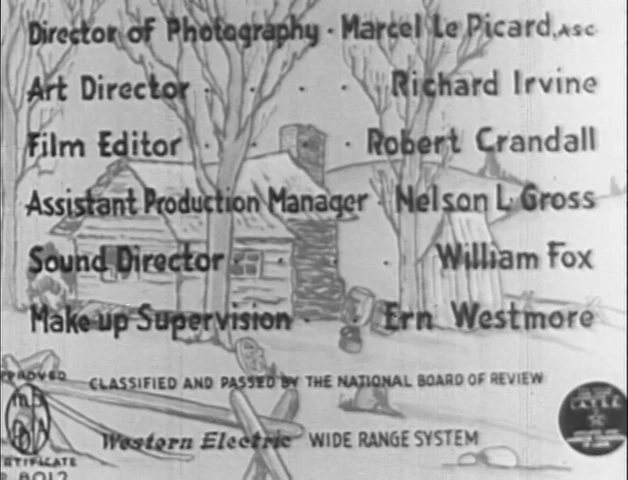 Director of Photography · Marcel Le Picard, A.S.C.
Art Director · · · · Richard Irvine
Film Editor · · · · Robert Crandall
Assistant Production Manager · Nelson L. Gross
Sound Director · · · William Fox
Make-up Supervision · · Ern Westmore
CLASSIFIED AND PASSED BY THE NATIONAL BOARD OF REVIEW
Western Electric WIDE RANGE SYSTEM